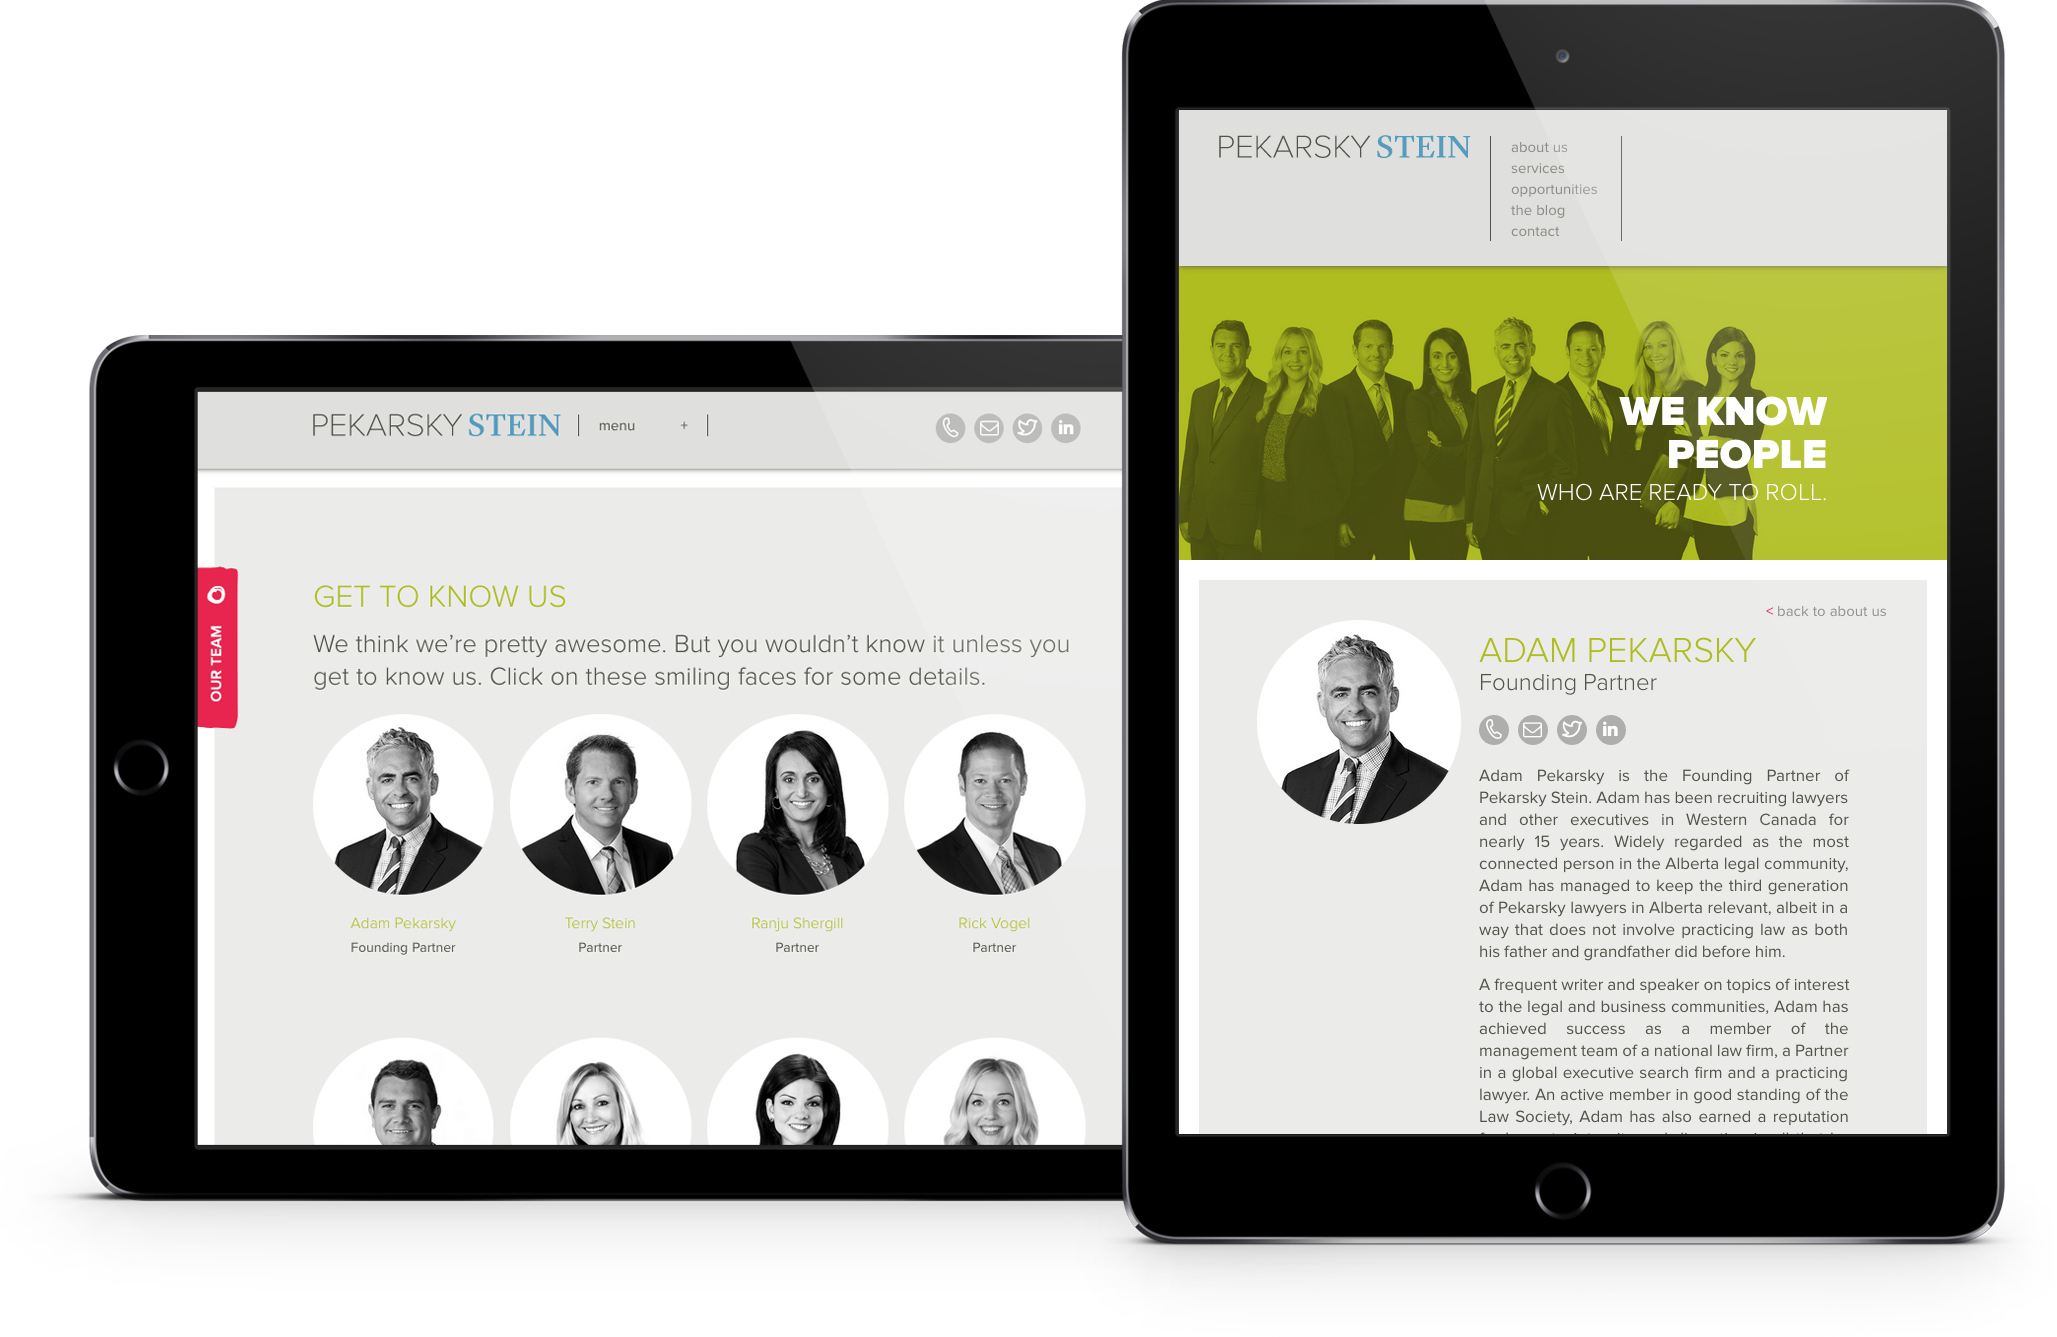 PEKARSKY STEIN
menu +
in
OUR TEAM
GET TO KNOW US
We think we're pretty awesome. But you wouldn't know it unless you
get to know us. Click on these smiling faces for some details.
Adam Pekarsky
Founding Partner
Terry Stein
Partner
Ranju Shergill
Partner
Rick Vogel
Partner
PEKARSKY STEIN
about us
services
opportunities
the blog
contact
WE KNOW
PEOPLE
WHO ARE READY TO ROLL.
< back to about us
ADAM PEKARSKY
Founding Partner
in
Adam Pekarsky is the Founding Partner of
Pekarsky Stein. Adam has been recruiting lawyers
and other executives in Western Canada for
nearly 15 years. Widely regarded as the most
connected person in the Alberta legal community,
Adam has managed to keep the third generation
of Pekarsky lawyers in Alberta relevant, albeit in a
way that does not involve practicing law as both
his father and grandfather did before him.
A frequent writer and speaker on topics of interest
to the legal and business communities, Adam has
achieved success as a member of the
management team of a national law firm, a Partner
in a global executive search firm and a practicing
lawyer. An active member in good standing of the
Law Society, Adam has also earned a reputation